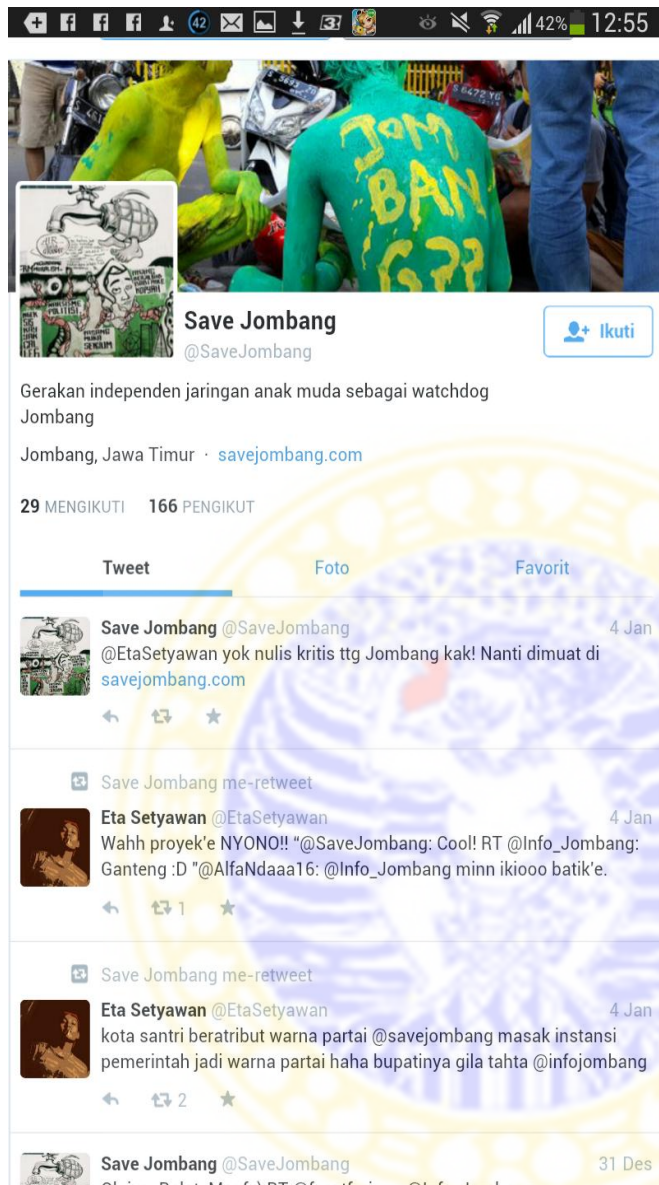 42% 12:55
JOM
BAN
G??
Save Jombang
@SaveJombang
Ikuti
Gerakan independen jaringan anak muda sebagai watchdog
Jombang
Jombang, Jawa Timur · savejombang.com
29 MENGIKUTI 166 PENGIKUT
Tweet Foto Favorit
Save Jombang @SaveJombang 4 Jan
@EtaSetyawan yok nulis kritis ttg Jombang kak! Nanti dimuat di
savejombang.com
Save Jombang me-retweet
Eta Setyawan @EtaSetyawan 4 Jan
Wahh proyek'e NYONO!! "@SaveJombang: Cool! RT @Info_Jombang:
Ganteng :D "@AlfaNdaaa16: @Info_Jombang minn ikiooo batik'e.
1
Save Jombang me-retweet
Eta Setyawan @EtaSetyawan 4 Jan
kota santri beratribut warna partai @savejombang masak instansi
pemerintah jadi warna partai haha bupatinya gila tahta @infojombang
2
Save Jombang @SaveJombang 31 Des